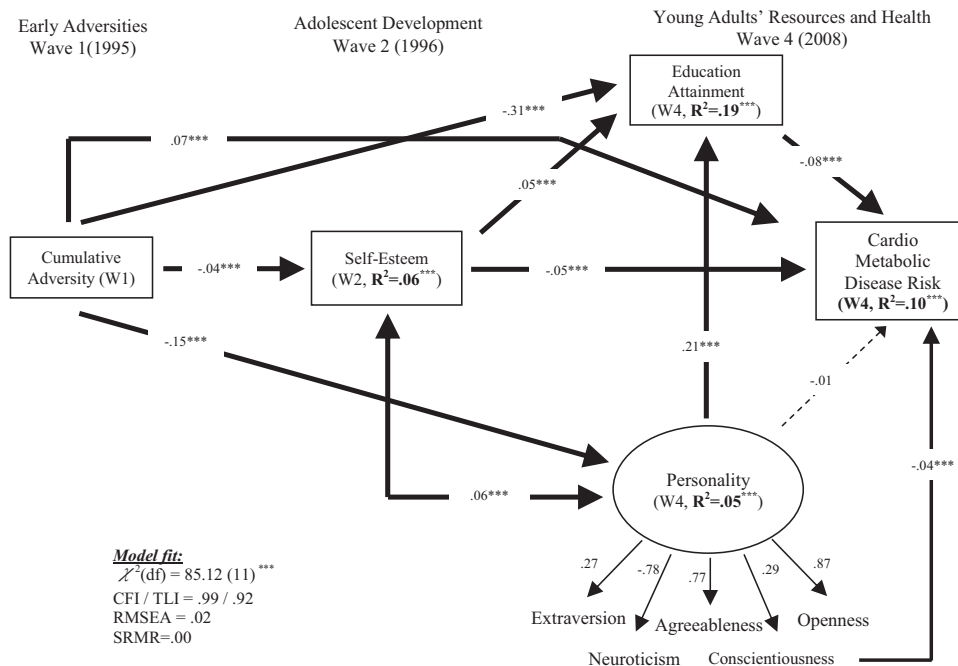 Early Adversities
Wave 1(1995)
Adolescent Development
Wave 2 (1996)
Young Adults’ Resources and Health
Wave 4 (2008)
Education
Attainment
(W4, R²=.19***)
-.31***
.07***
-.08***
.05***
Cumulative
Adversity (W1)
-.04***
Self-Esteem
(W2, R²=.06***)
-.05***
Cardio
Metabolic
Disease Risk
(W4, R²=.10***)
-.15***
.21***
-.01
-.04***
.06***
Personality
(W4, R²=.05***)
.27
-.78
.77
.29
.87
Extraversion
Agreeableness
Openness
Neuroticism
Conscientiousness
Model fit:
χ²(df) = 85.12 (11) ***
CFI / TLI = .99 / .92
RMSEA = .02
SRMR=.00